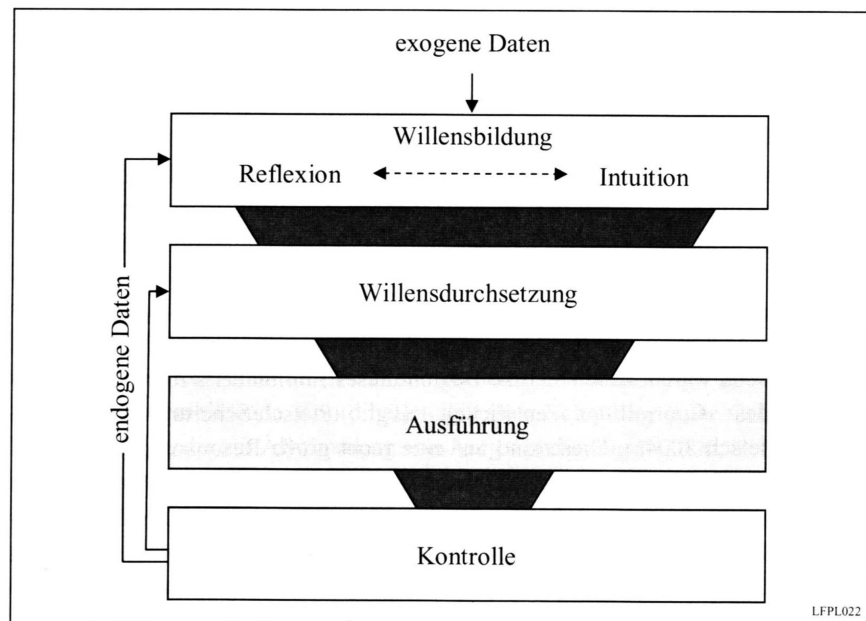 exogene Daten
Willensbildung
Reflexion Intuition
endogene Daten
Willensdurchsetzung
Ausführung
Kontrolle
LFPL022